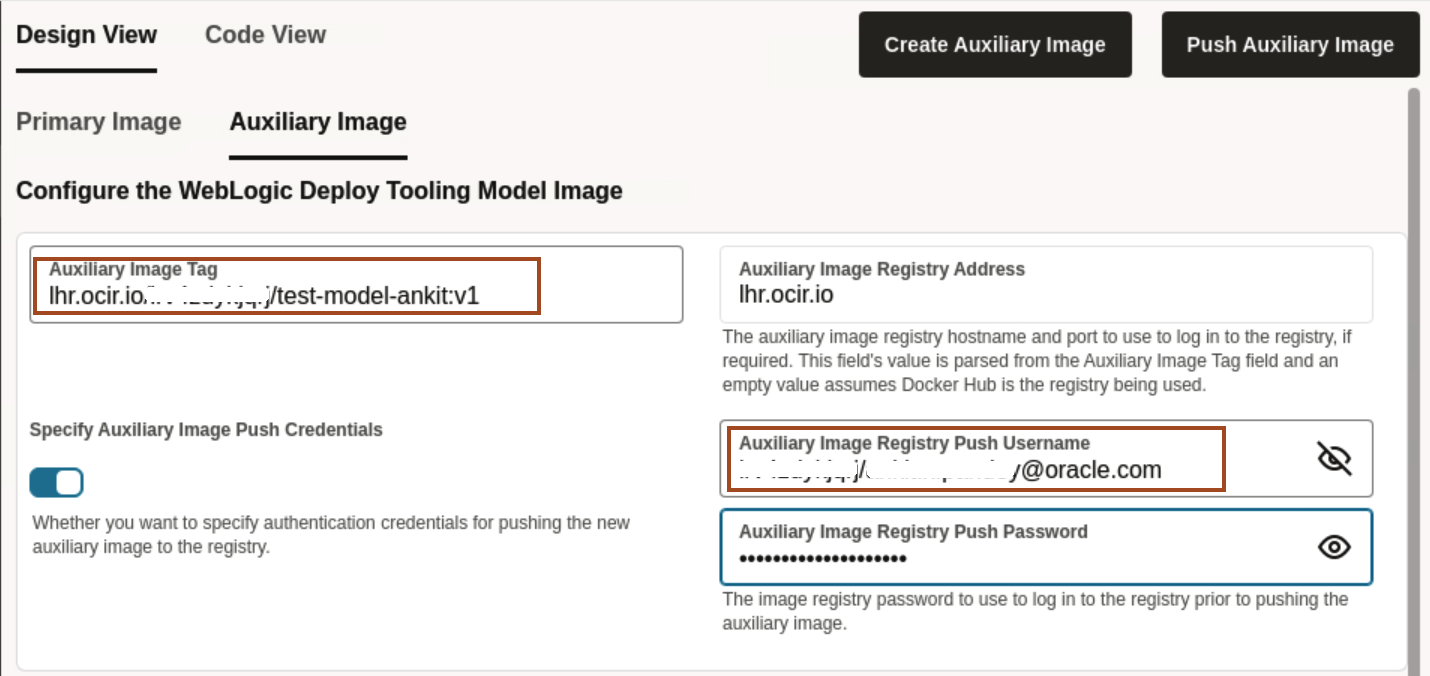 Design View Code View Create Auxiliary Image Push Auxiliary Image
Primary Image Auxiliary Image
Configure the WebLogic Deploy Tooling Model Image
Auxiliary Image Tag
lhr.ocir.io /test-model-ankit:v1
Auxiliary Image Registry Address
lhr.ocir.io
The auxiliary image registry hostname and port to use to log in to the registry, if
required. This field's value is parsed from the Auxiliary Image Tag field and an
empty value assumes Docker Hub is the registry being used.
Specify Auxiliary Image Push Credentials
Whether you want to specify authentication credentials for pushing the new
auxiliary image to the registry.
Auxiliary Image Registry Push Username
@oracle.com
Auxiliary Image Registry Push Password
••••••••••••••••••••
The image registry password to use to log in to the registry prior to pushing the
auxiliary image.